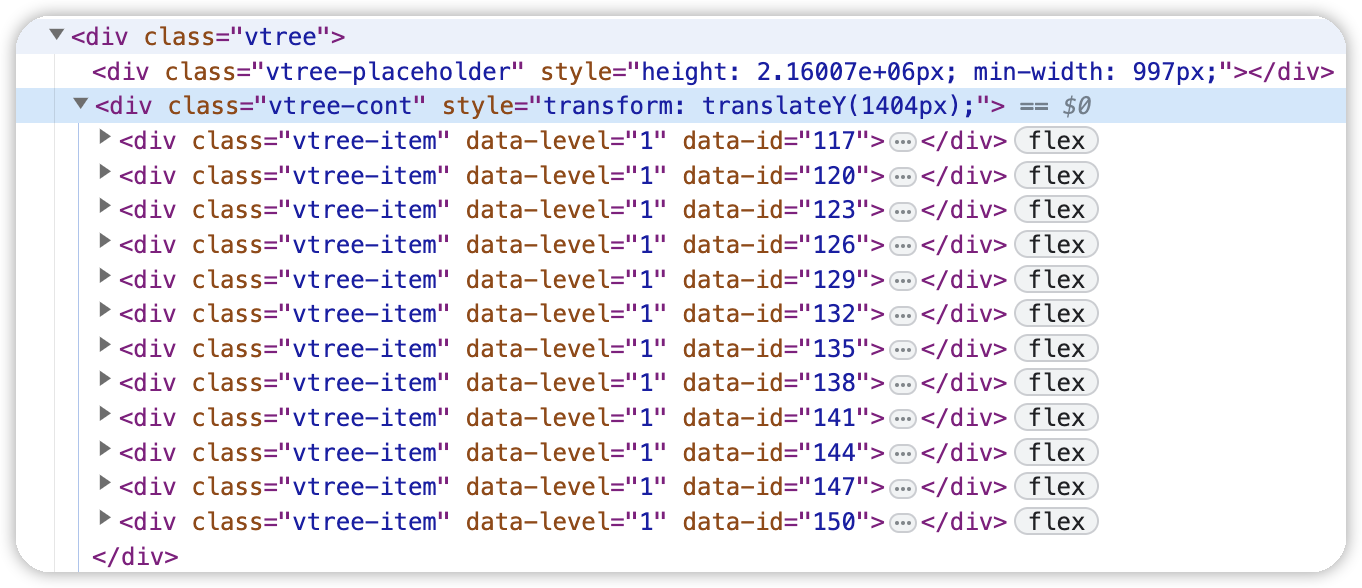 <div class="vtree">
<div class="vtree-placeholder" style="height: 2.16007e+06px; min-width: 997px;"></div>
<div class="vtree-cont" style="transform: translateY(1404px);"> == $0
<div class="vtree-item" data-level="1" data-id="117">…</div> flex
<div class="vtree-item" data-level="1" data-id="120">…</div> flex
<div class="vtree-item" data-level="1" data-id="123">…</div> flex
<div class="vtree-item" data-level="1" data-id="126">…</div> flex
<div class="vtree-item" data-level="1" data-id="129">…</div> flex
<div class="vtree-item" data-level="1" data-id="132">…</div> flex
<div class="vtree-item" data-level="1" data-id="135">…</div> flex
<div class="vtree-item" data-level="1" data-id="138">…</div> flex
<div class="vtree-item" data-level="1" data-id="141">…</div> flex
<div class="vtree-item" data-level="1" data-id="144">…</div> flex
<div class="vtree-item" data-level="1" data-id="147">…</div> flex
<div class="vtree-item" data-level="1" data-id="150">…</div> flex
</div>